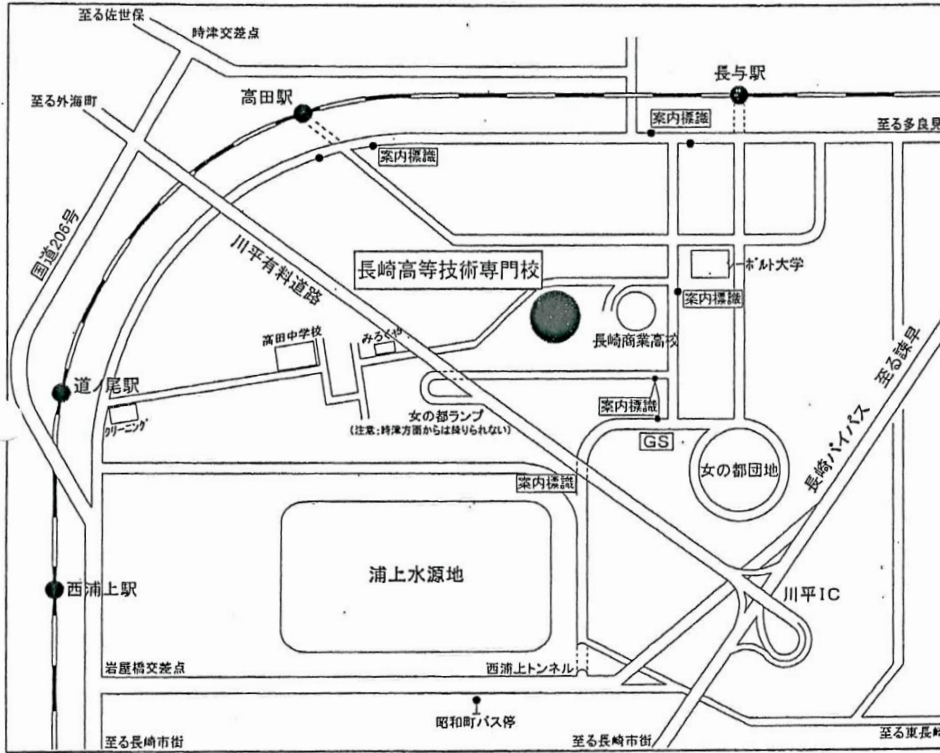 至る佐世保
時津交差点
長与駅
高田駅
至る外海町
案内標識
至る多良見
案内標識
国道206号
川平有料道路
長崎高等技術専門校
ボルト大学
案内標識
高田中学校
みろくや
長崎商業高校
至る諫早
道ノ尾駅
クリーニング
女の都ランプ
(注意:時津方面からは降りられない)
案内標識
GS
長崎バイパス
女の都団地
案内標識
浦上水源地
西浦上駅
川平IC
岩屋橋交差点
西浦上トンネル
昭和町バス停
至る長崎市街
至る長崎市街
至る東長崎